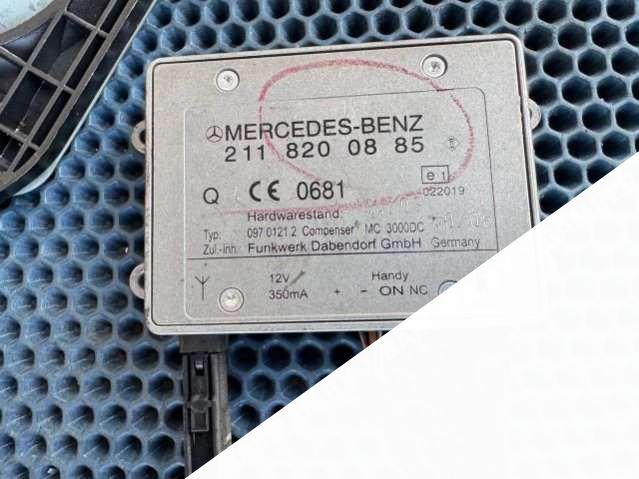 MERCEDES-BENZ
211 820 08 85
Q CE 0681 e1
022019
Hardwarestand:
Typ: 097 0121 2 Compenser® MC 3000DC
Zul.-inh: Funkwerk Dabendorf GmbH Germany
12V Handy
350mA + - ON NC